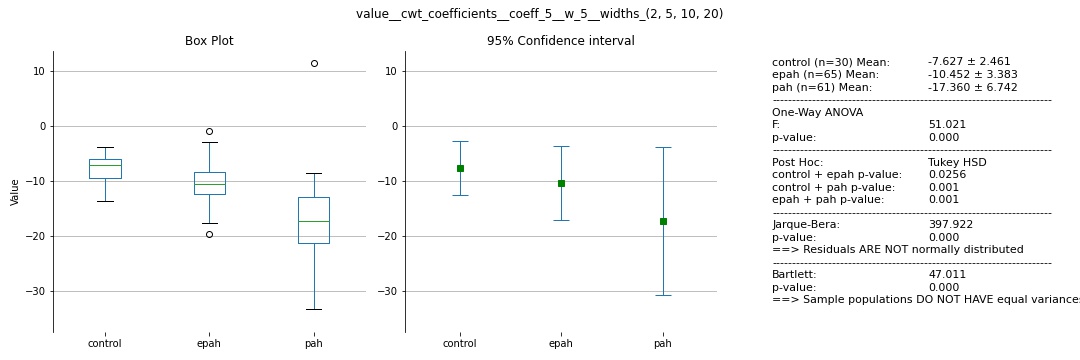 value__cwt_coefficients__coeff_5__w_5__widths_(2, 5, 10, 20)
Box Plot
Value
10
0
−10
−20
−30
control
epah
pah
95% Confidence interval
10
0
−10
−20
−30
control
epah
pah
control (n=30) Mean: -7.627 ± 2.461
epah (n=65) Mean: -10.452 ± 3.383
pah (n=61) Mean: -17.360 ± 6.742
One-Way ANOVA
F: 51.021
p-value: 0.000
Post Hoc: Tukey HSD
control + epah p-value: 0.0256
control + pah p-value: 0.001
epah + pah p-value: 0.001
Jarque-Bera: 397.922
p-value: 0.000
==> Residuals ARE NOT normally distributed
Bartlett: 47.011
p-value: 0.000
==> Sample populations DO NOT HAVE equal variances